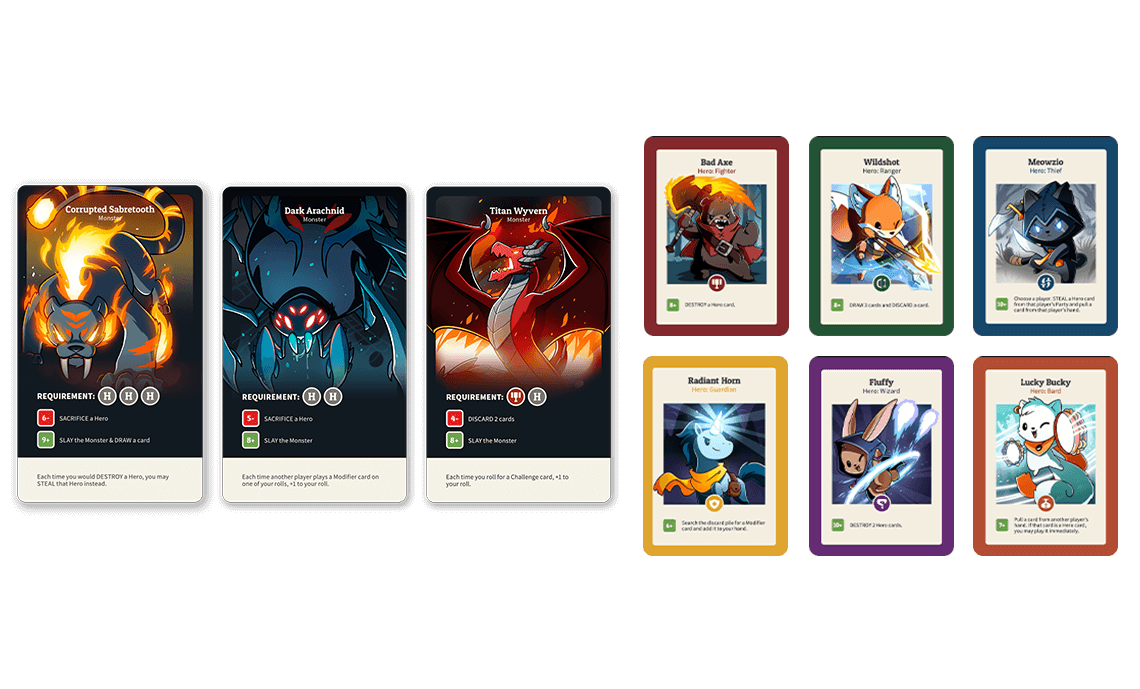 Corrupted Sabretooth
Monster
REQUIREMENT: H H H
6- SACRIFICE a Hero
9+ SLAY the Monster & DRAW a card
Each time you would DESTROY a Hero, you may
STEAL that Hero instead.
Dark Arachnid
Monster
REQUIREMENT: H H
5- SACRIFICE a Hero
8+ SLAY the Monster
Each time another player plays a Modifier card on
one of your rolls, +1 to your roll.
Titan Wyvern
Monster
REQUIREMENT: H
4- DISCARD 2 cards
8+ SLAY the Monster
Each time you roll for a Challenge card, +1 to
your roll.
Bad Axe
Hero: Fighter
8+ DESTROY a Hero card.
Wildshot
Hero: Ranger
8+ DRAW 3 cards and DISCARD a card.
Meowzio
Hero: Thief
10+ Choose a player. STEAL a Hero card
from that player's Party and pull a
card from that player's hand.
Radiant Horn
Hero: Guardian
6+ Search the discard pile for a Modifier
card and add it to your hand.
Fluffy
Hero: Wizard
10+ DESTROY 2 Hero cards.
Lucky Bucky
Hero: Bard
7+ Pull a card from another player's
hand. If that card is a Hero card,
you may play it immediately.